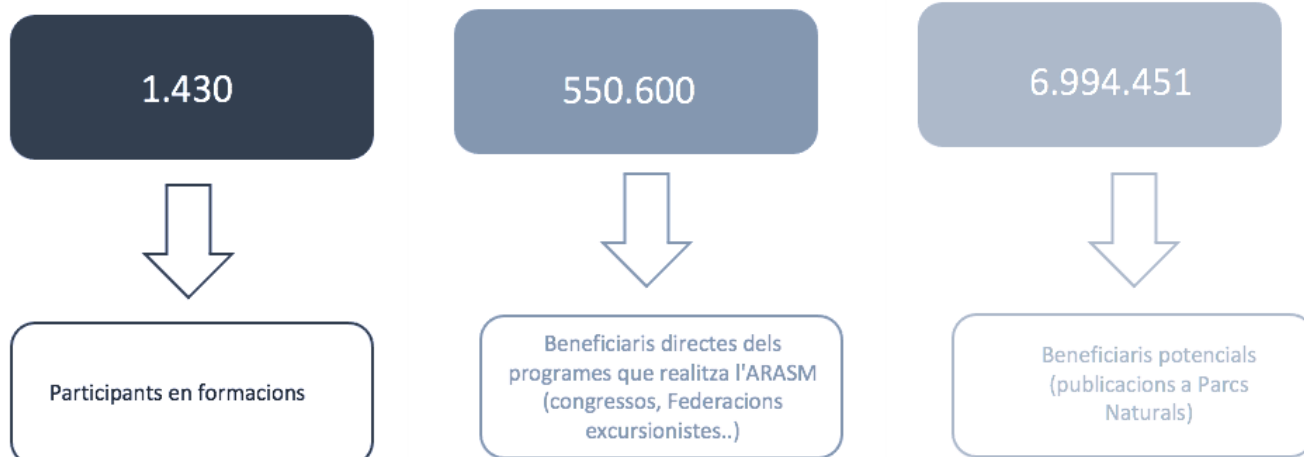 1.430
550.600
6.994.451
Participants en formacions
Beneficiaris directes dels
programes que realitza l'ARASM
(congressos, Federacions
excursionistes..)
Beneficiaris potencials
(publicacions a Parcs
Naturals)